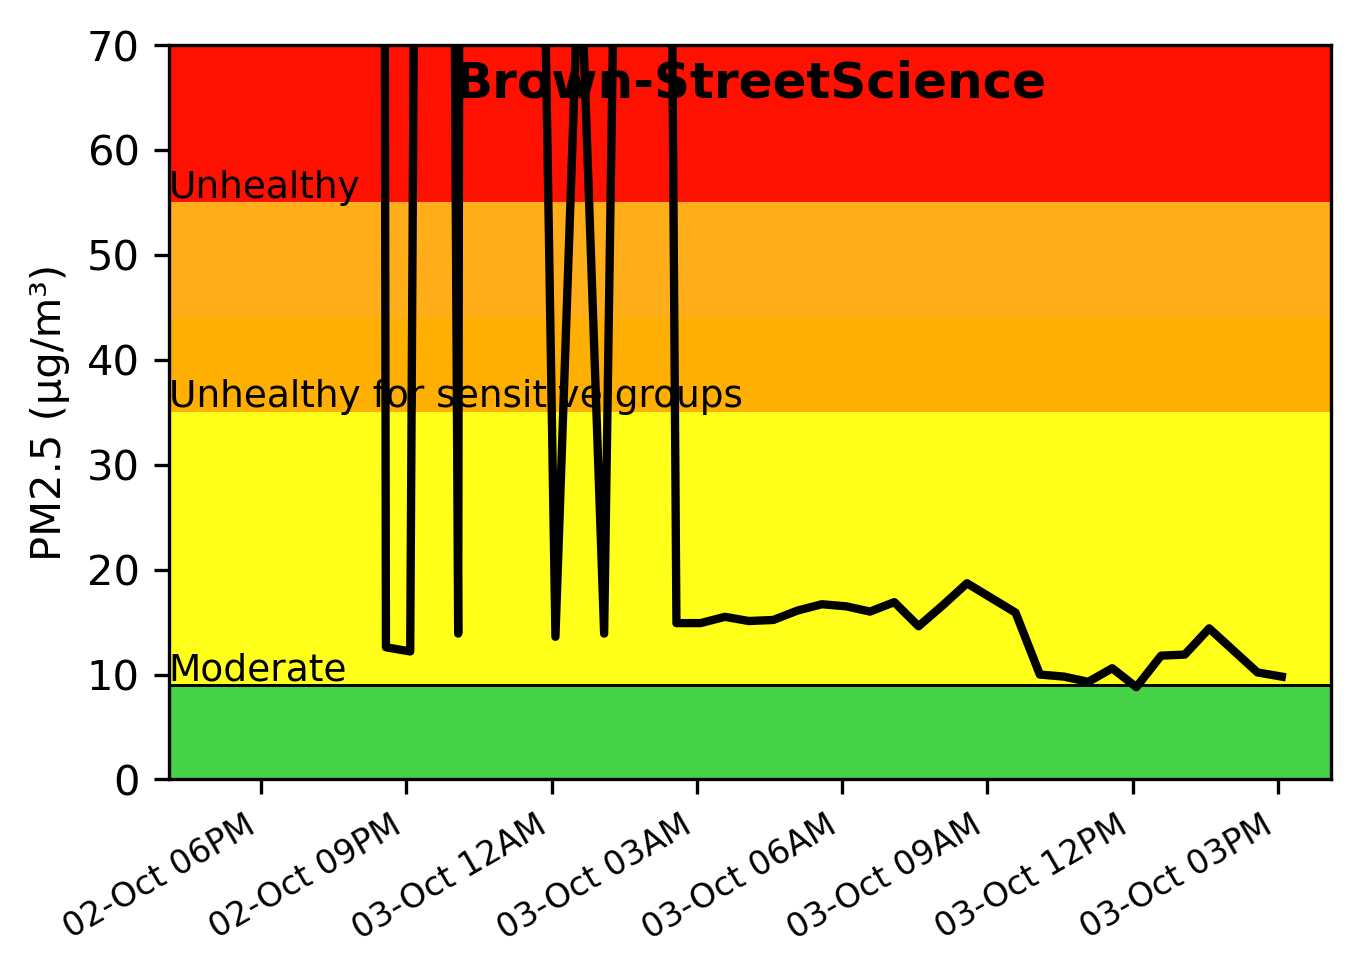 Brown-StreetScience
PM2.5 (µg/m³)
70
60
50
40
30
20
10
0
Unhealthy
Unhealthy for sensitive groups
Moderate
02-Oct 06PM
02-Oct 09PM
03-Oct 12AM
03-Oct 03AM
03-Oct 06AM
03-Oct 09AM
03-Oct 12PM
03-Oct 03PM